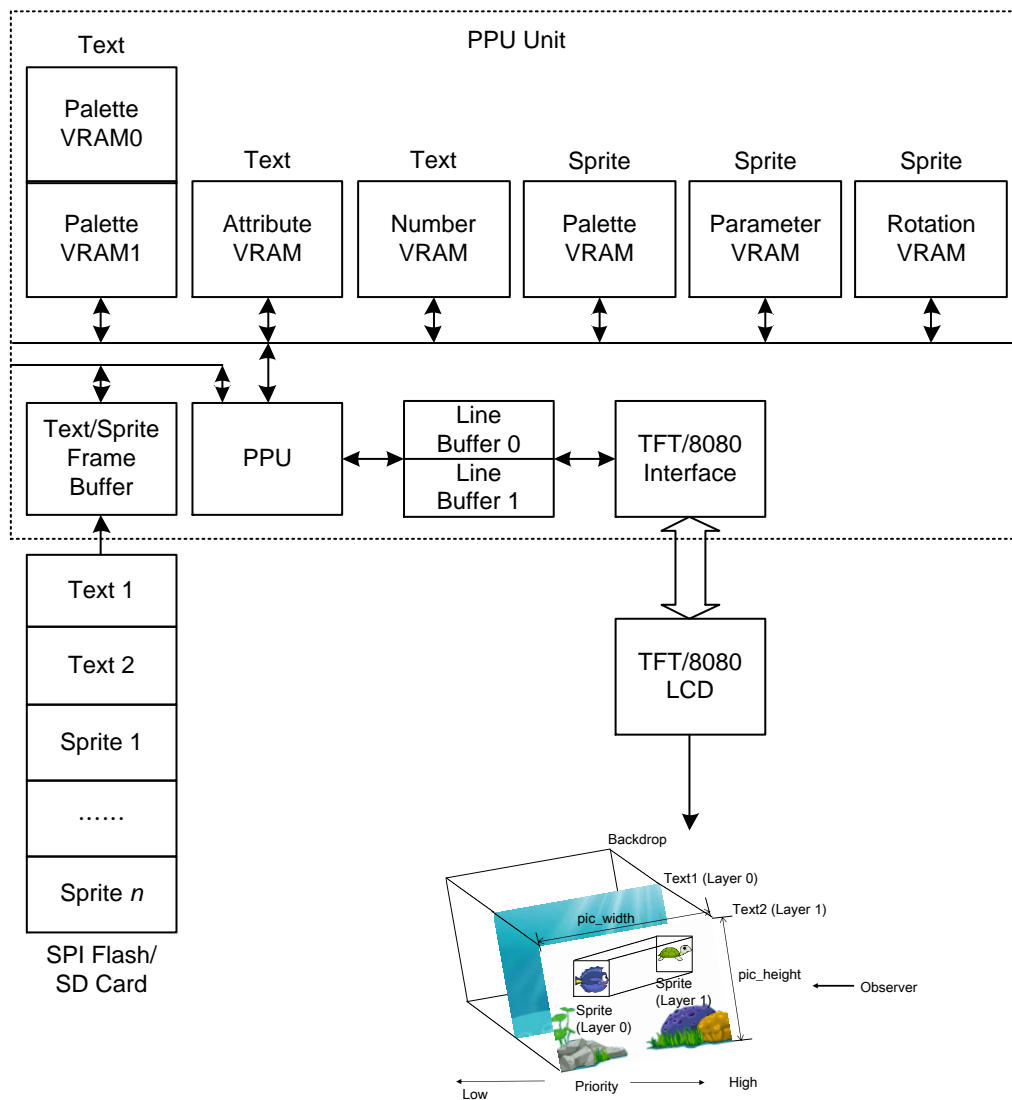 PPU Unit
Text
Palette
VRAM0
Palette
VRAM1
Text
Attribute
VRAM
Text
Number
VRAM
Sprite
Palette
VRAM
Sprite
Parameter
VRAM
Sprite
Rotation
VRAM
Text/Sprite
Frame
Buffer
PPU
Line
Buffer 0
Line
Buffer 1
TFT/8080
Interface
Text 1
Text 2
Sprite 1
......
Sprite n
SPI Flash/
SD Card
TFT/8080
LCD
Backdrop
Text1 (Layer 0)
Text2 (Layer 1)
pic_width
pic_height
Observer
Sprite
(Layer 1)
Sprite
(Layer 0)
Low
Priority
High